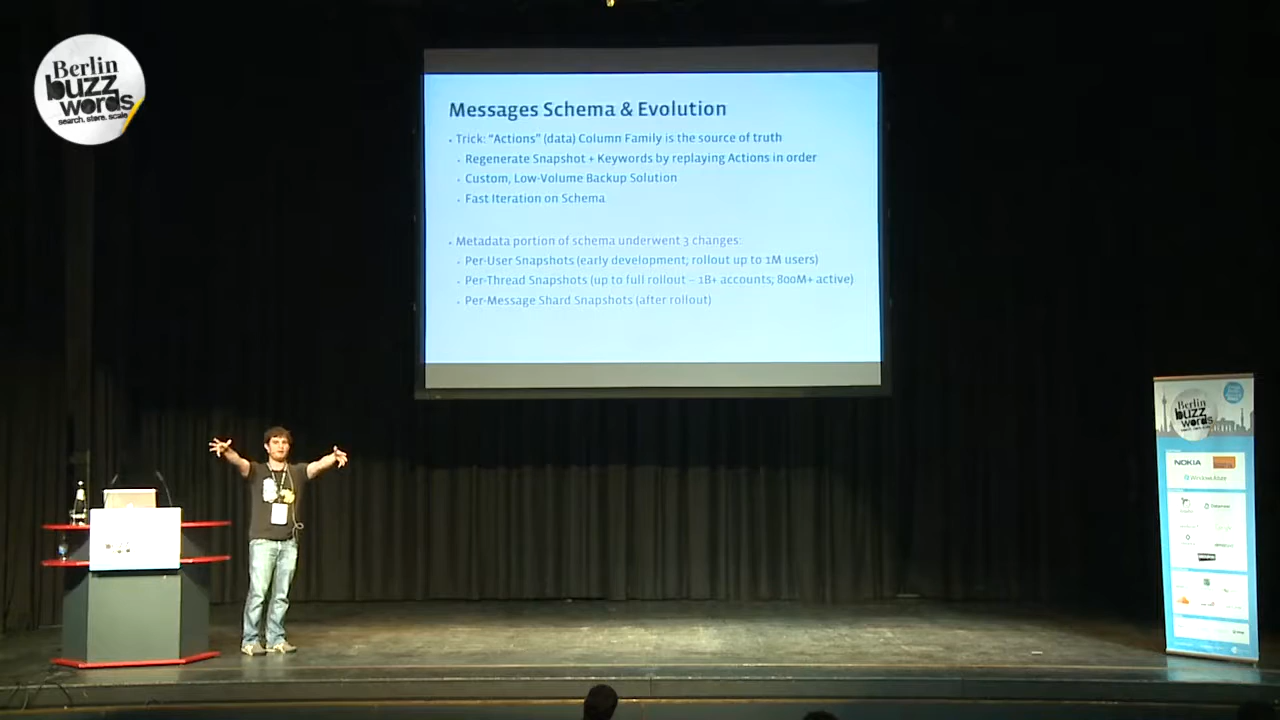 Berlin
buzz
words
search. store. scale
Messages Schema & Evolution
• Trick: “Actions” (data) Column Family is the source of truth
• Regenerate Snapshot + Keywords by replaying Actions in order
• Custom, Low-Volume Backup Solution
• Fast Iteration on Schema
• Metadata portion of schema underwent 3 changes:
• Per-User Snapshots (early development; rollout up to 1M users)
• Per-Thread Snapshots (up to full rollout – 1B+ accounts; 800M+ active)
• Per-Message Shard Snapshots (after rollout)
Berlin
buzz
words
NOKIA
Windows Azure